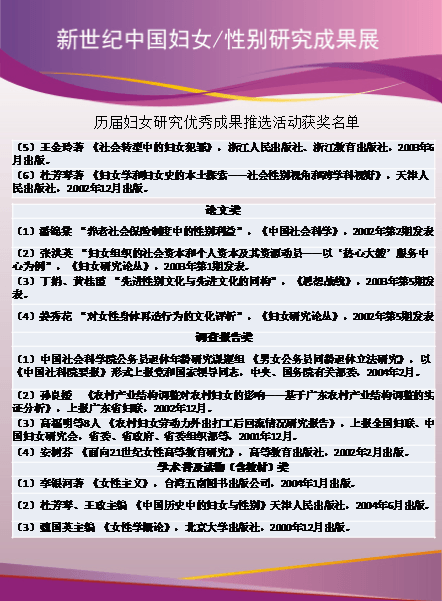 新世纪中国妇女/性别研究成果展
历届妇女研究优秀成果推选活动获奖名单
（5）王金玲著 《社会转型中的妇女犯罪》，浙江人民出版社、浙江教育出版社，2003年6
月出版。
（6）杜芳琴著 《妇女学和妇女史的本土探索——社会性别视角和跨学科视野》，天津人
民出版社，2002年12月出版。
论文类
（1）潘锦棠 “养老社会保险制度中的性别利益”，《中国社会科学》，2002年第2期发表
（2）张洪英 “妇女组织的社会资本和个人资本及其资源动员——以‘热心大嫂’服务中
心为例”，《妇女研究论丛》，2003年第1期发表。
（3）丁娟、黄桂霞 “先进性别文化与先进文化的同构”，《思想战线》，2003年第5期发
表。
（4）姜秀花 “对女性身体再造行为的文化评析”，《妇女研究论丛》，2002年第5期发表
调查报告类
（1）中国社会科学院公务员退休年龄研究课题组 《男女公务员同龄退休立法研究》，以
《中国社科院要报》形式上报党和国家领导同志，中央、国务院有关部委，2004年2月。
（2）孙良媛 《农村产业结构调整对农村妇女的影响——基于广东农村产业结构调整的实
证分析》，上报广东省妇联，2002年12月。
（3）高福明等8人 《农村妇女劳动力外出打工后回流情况研究报告》，上报全国妇联、中
国妇女研究会，省委、省政府、省委组织部等，2001年12月。
（4）安树芬 《面向21世纪女性高等教育研究》，高等教育出版社，2002年2月出版。
学术普及读物（含教材）类
（1）李银河著 《女性主义》，台湾五南图书出版公司，2004年1月出版。
（2）杜芳琴、王政主编 《中国历史中的妇女与性别》天津人民出版社，2004年6月出版。
（3）魏国英主编 《女性学概论》，北京大学出版社，2000年12月出版。